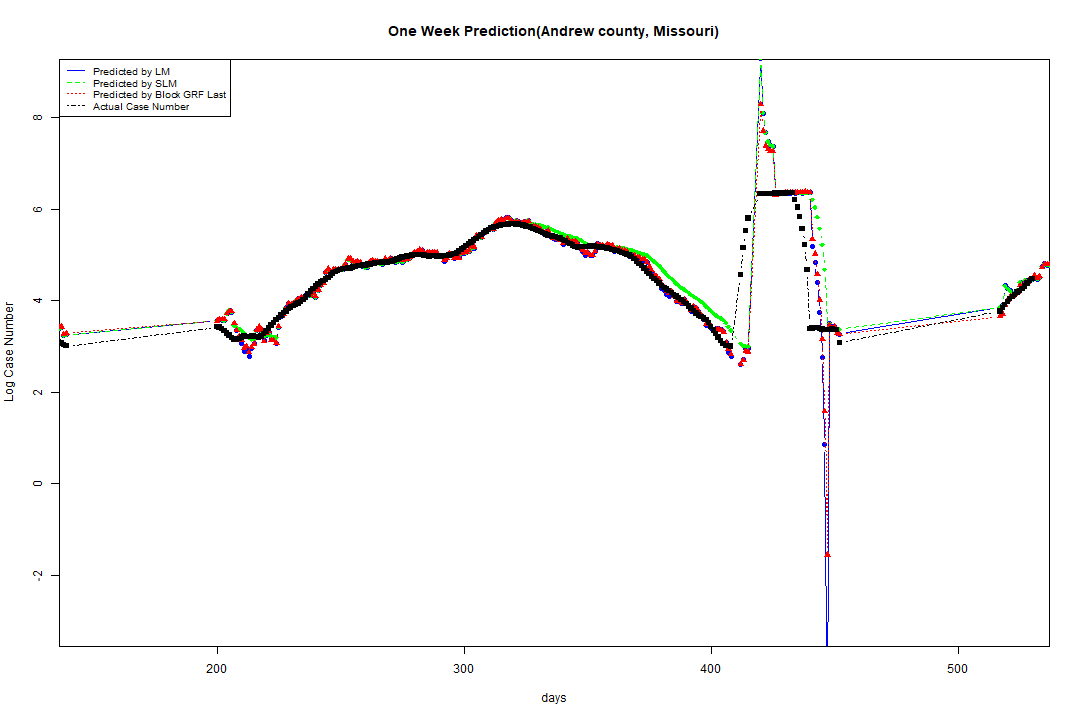 One Week Prediction(Andrew county, Missouri)
Predicted by LM
Predicted by SLM
Predicted by Block GRF Last
Actual Case Number
8
6
4
2
0
-2
Log Case Number
200 300 400 500
days